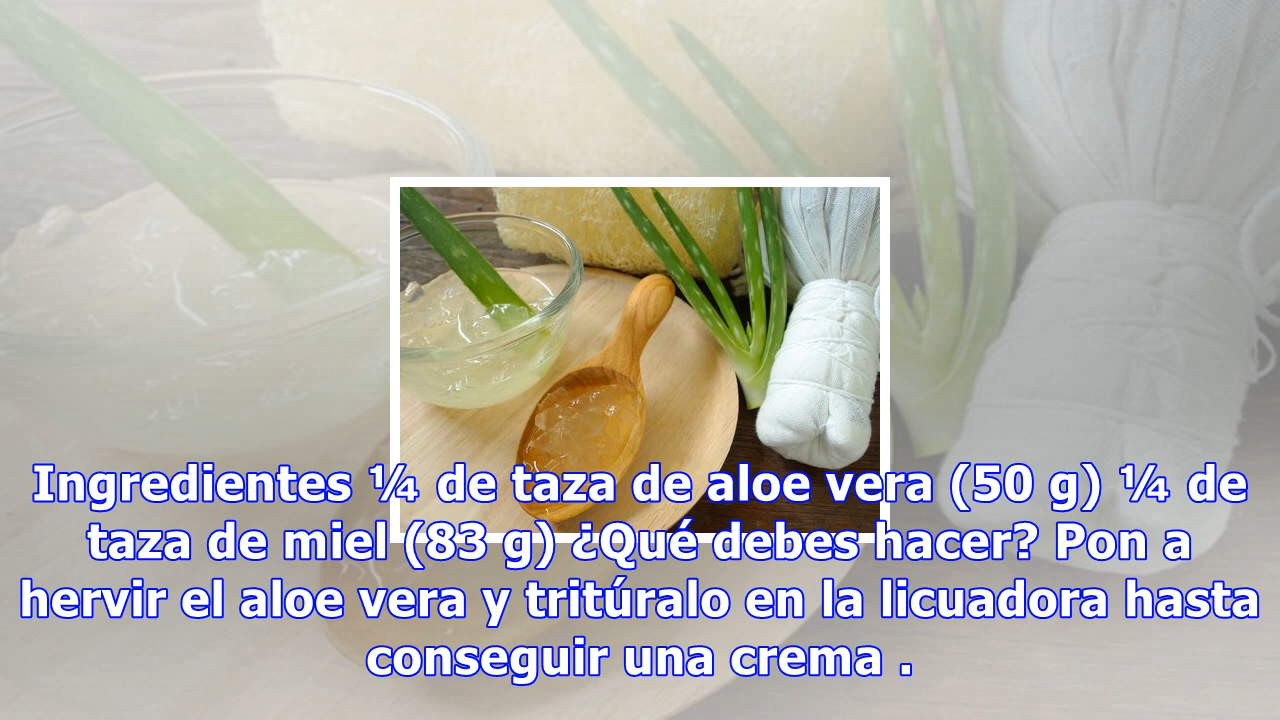 Ingredientes ¼ de taza de aloe vera (50 g) ¼ de
taza de miel (83 g) ¿Qué debes hacer? Pon a
hervir el aloe vera y tritúralo en la licuadora hasta
conseguir una crema .